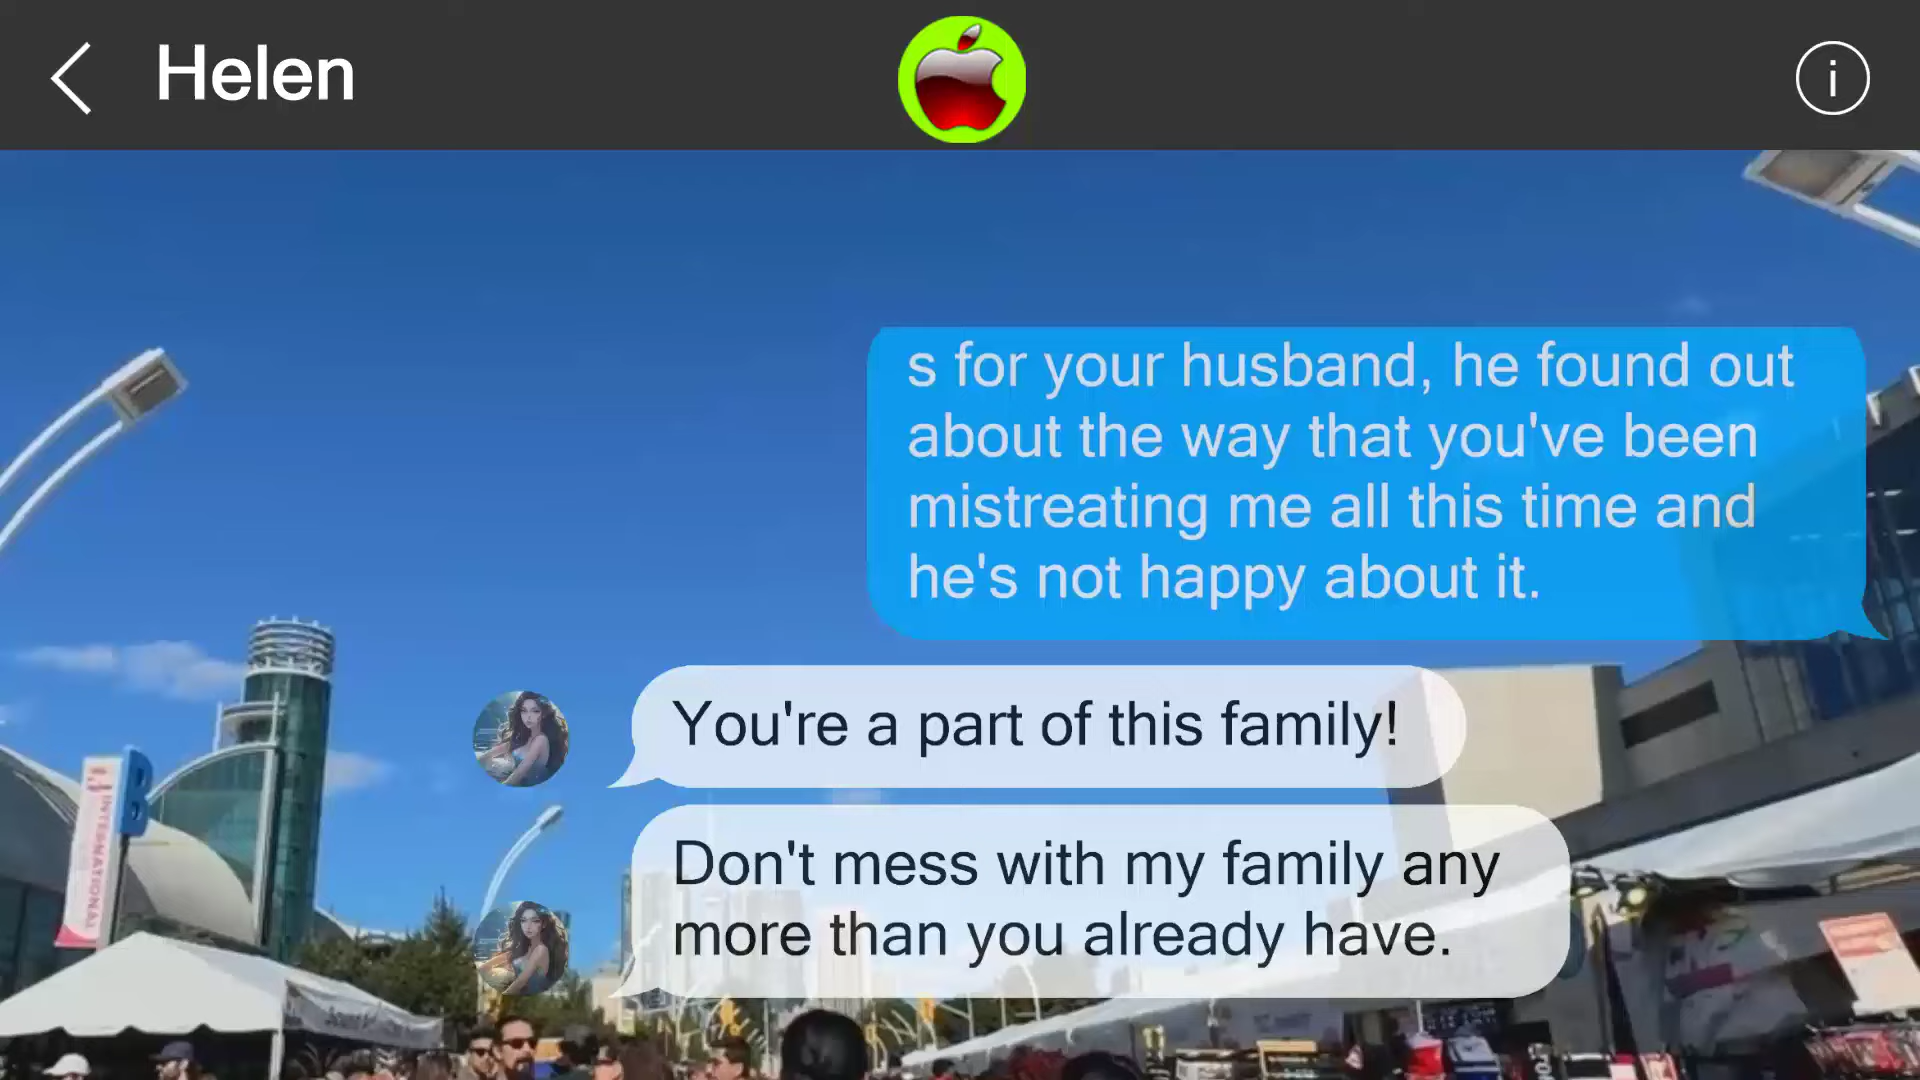 Helen
i
s for your husband, he found out
about the way that you've been
mistreating me all this time and
he's not happy about it.
You're a part of this family!
Don't mess with my family any
more than you already have.
B
INTERNATIONAL